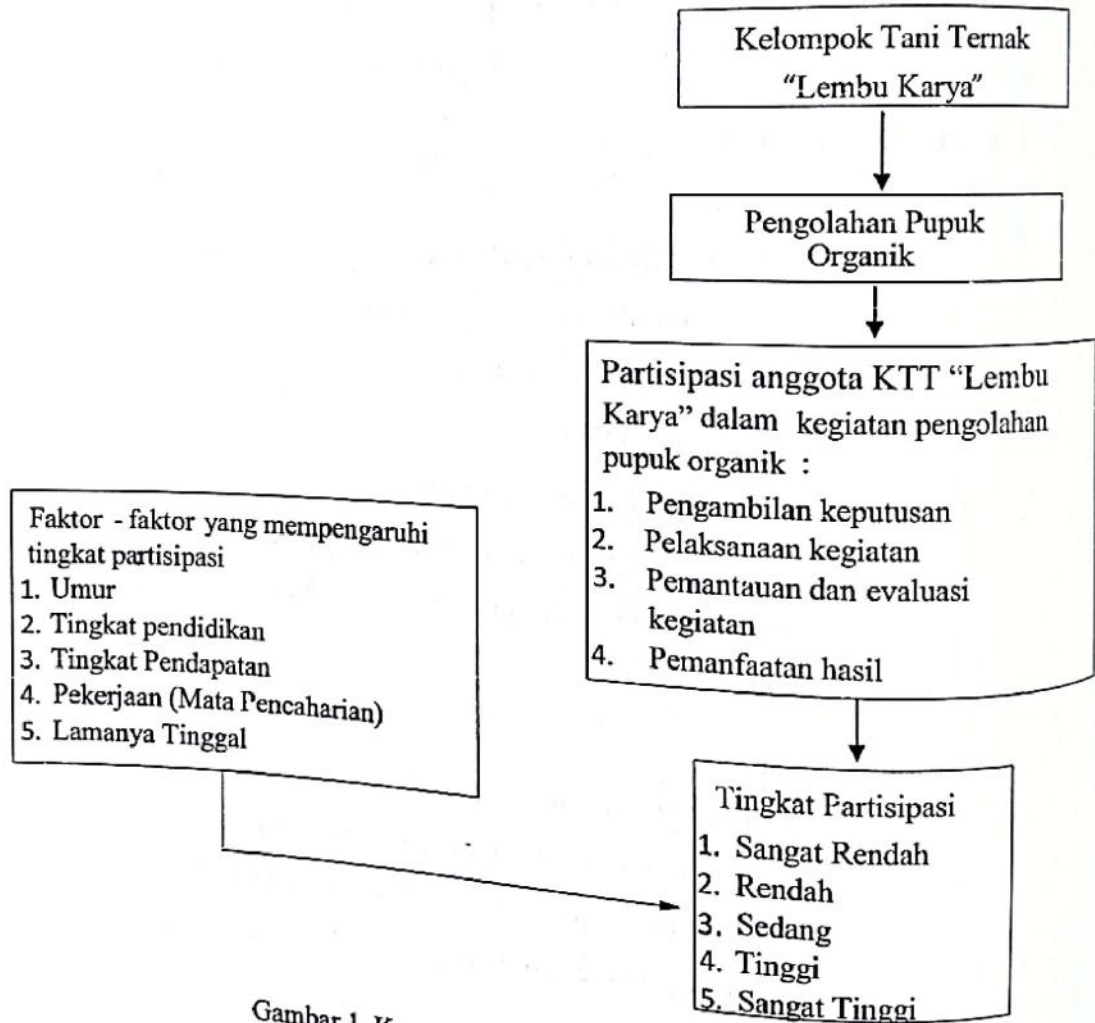 Kelompok Tani Ternak
“Lembu Karya”
Pengolahan Pupuk
Organik
Partisipasi anggota KTT “Lembu
Karya” dalam kegiatan pengolahan
pupuk organik :
1. Pengambilan keputusan
2. Pelaksanaan kegiatan
3. Pemantauan dan evaluasi
kegiatan
4. Pemanfaatan hasil
Faktor - faktor yang mempengaruhi
tingkat partisipasi
1. Umur
2. Tingkat pendidikan
3. Tingkat Pendapatan
4. Pekerjaan (Mata Pencaharian)
5. Lamanya Tinggal
Tingkat Partisipasi
1. Sangat Rendah
2. Rendah
3. Sedang
4. Tinggi
5. Sangat Tinggi
Gambar 1.